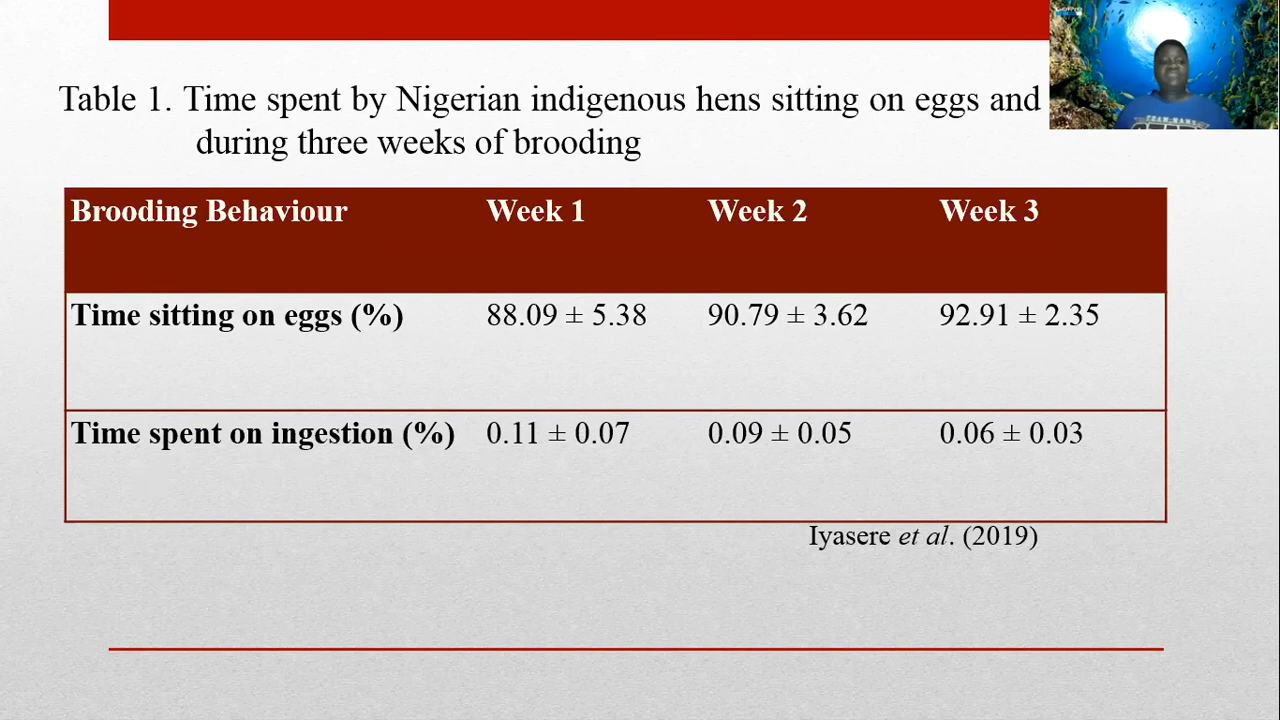 Table 1. Time spent by Nigerian indigenous hens sitting on eggs and
during three weeks of brooding
Brooding Behaviour Week 1 Week 2 Week 3
Time sitting on eggs (%) 88.09 ± 5.38 90.79 ± 3.62 92.91 ± 2.35
Time spent on ingestion (%) 0.11 ± 0.07 0.09 ± 0.05 0.06 ± 0.03
Iyasere et al. (2019)